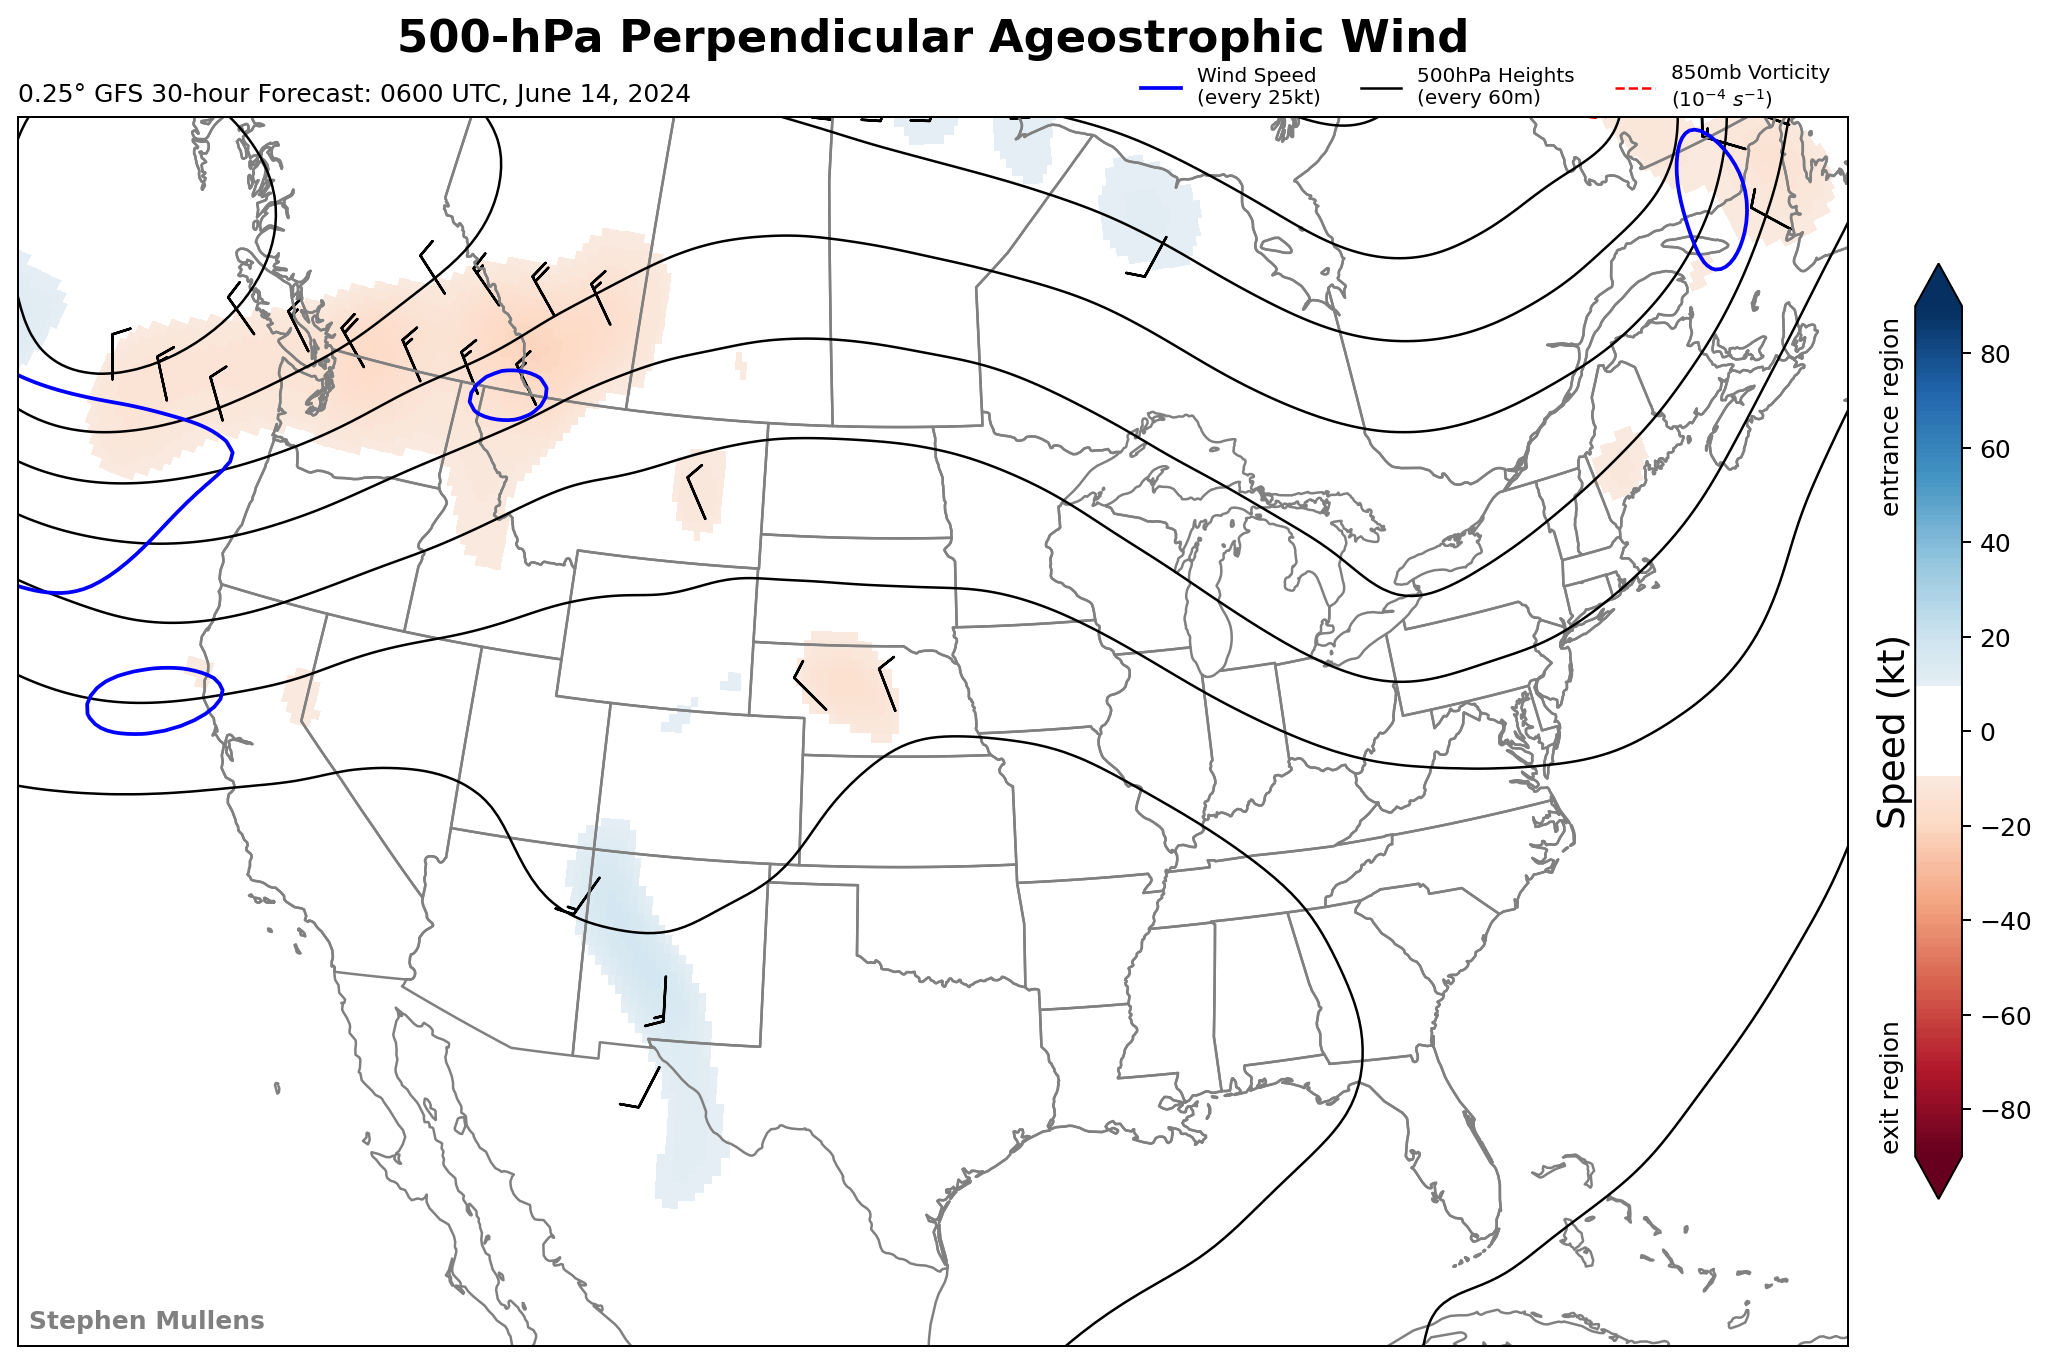 500-hPa Perpendicular Ageostrophic Wind
0.25° GFS 30-hour Forecast: 0600 UTC, June 14, 2024
Wind Speed
(every 25kt)
500hPa Heights
(every 60m)
850mb Vorticity
(10⁻⁴ s⁻¹)
entrance region
Speed (kt)
exit region
80
60
40
20
0
−20
−40
−60
−80
Stephen Mullens